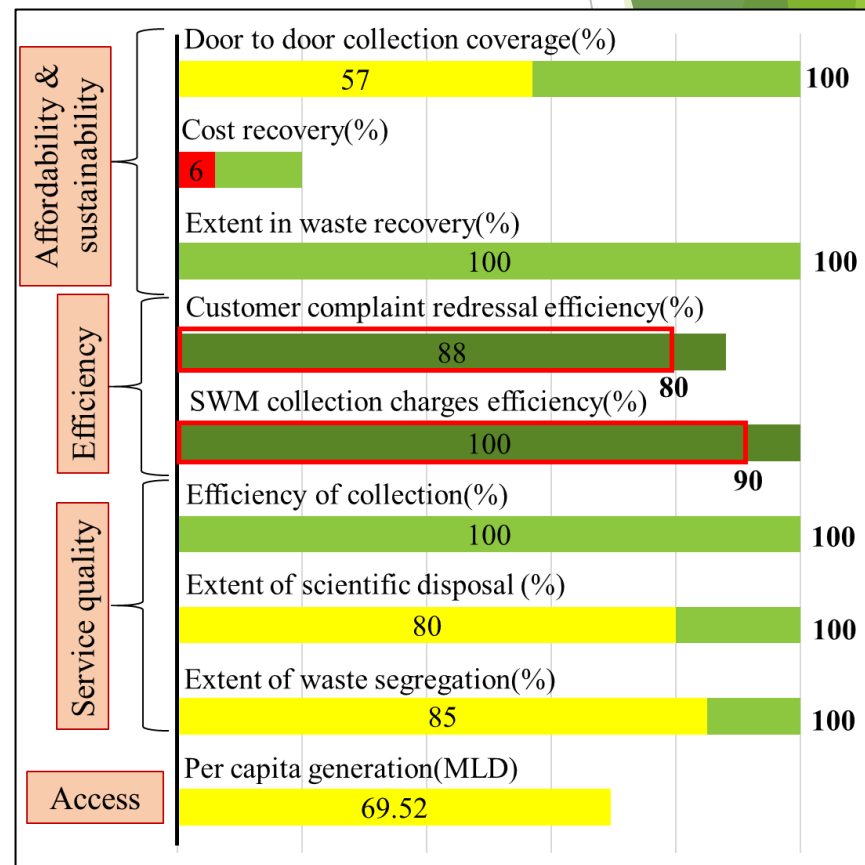 Affordability &
sustainability
Door to door collection coverage(%)
57
100
Cost recovery(%)
6
Extent in waste recovery(%)
100
100
Efficiency
Customer complaint redressal efficiency(%)
88
80
SWM collection charges efficiency(%)
100
90
Service quality
Efficiency of collection(%)
100
100
Extent of scientific disposal (%)
80
100
Extent of waste segregation(%)
85
100
Access
Per capita generation(MLD)
69.52